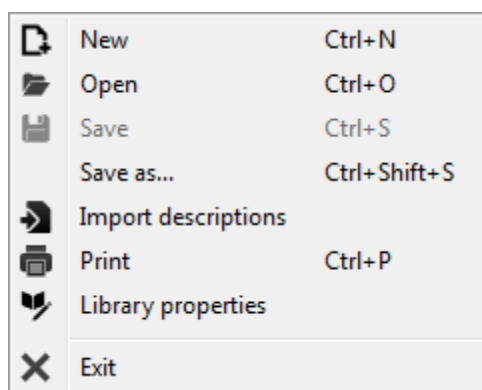 New Ctrl+N
Open Ctrl+O
Save Ctrl+S
Save as... Ctrl+Shift+S
Import descriptions
Print Ctrl+P
Library properties
Exit